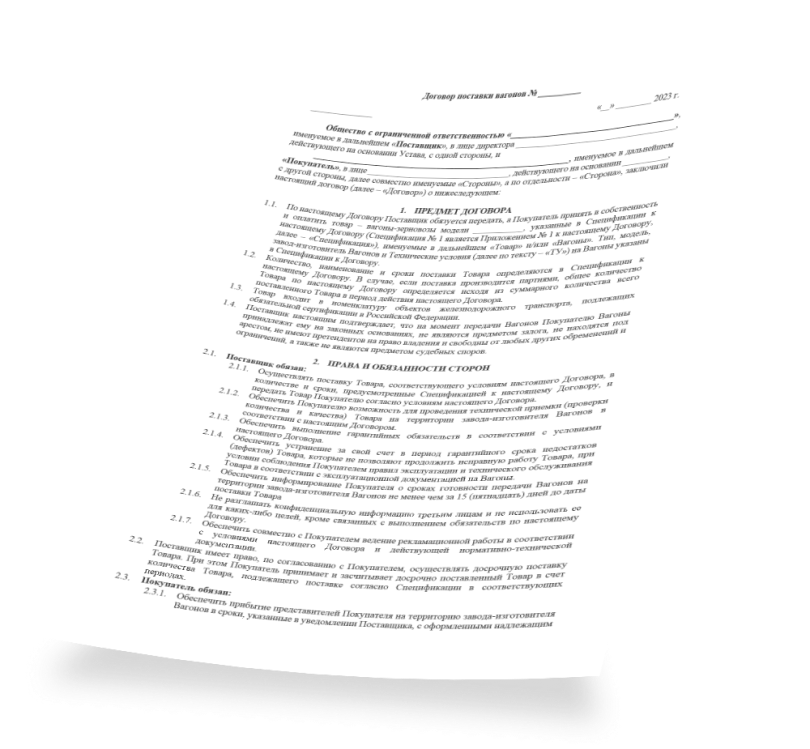 Договор поставки вагонов №__________
____________
«__» ________ 2023 г.
Общество с ограниченной ответственностью «______________________________»,
именуемое в дальнейшем «Поставщик», в лице директора ______________________________,
действующего на основании Устава, с одной стороны, и
______________________________, именуемое в дальнейшем
«Покупатель», в лице______________________________, действующего на основании __________,
с другой стороны, далее совместно именуемые «Стороны», а по отдельности – «Сторона», заключили
настоящий договор (далее – «Договор») о нижеследующем:
1. ПРЕДМЕТ ДОГОВОРА
1.1. По настоящему Договору Поставщик обязуется передать, а Покупатель принять в собственность
и оплатить товар – вагоны-зерновозы модели __________, указанные в Спецификации к
настоящему Договору (Спецификация № 1 является Приложением № 1 к настоящему Договору,
далее – «Спецификация»), именуемые в дальнейшем «Товар» и/или «Вагоны». Тип, модель,
завод-изготовитель Вагонов и Технические условия (далее по тексту – «ТУ») на Вагоны указаны
в Спецификации к Договору.
1.2. Количество, наименование и сроки поставки Товара определяются в Спецификации к
настоящему Договору. В случае, если поставка производится партиями, общее количество
Товара по настоящему Договору определяется исходя из суммарного количества всего
поставленного Товара в период действия настоящего Договора.
1.3. Товар входит в номенклатуру объектов железнодорожного транспорта, подлежащих
обязательной сертификации в Российской Федерации.
1.4. Поставщик настоящим подтверждает, что на момент передачи Вагонов Покупателю Вагоны
принадлежат ему на законных основаниях, не являются предметом залога, не находятся под
арестом, не имеют претендентов на право владения и свободны от любых других обременений и
ограничений, а также не являются предметом судебных споров.
2. ПРАВА И ОБЯЗАННОСТИ СТОРОН
2.1. Поставщик обязан:
2.1.1. Осуществлять поставку Товара, соответствующего условиям настоящего Договора, в
количестве и сроки, предусмотренные Спецификацией к настоящему Договору, и
передать Товар Покупателю согласно условиям настоящего Договора.
2.1.2. Обеспечить Покупателю возможность для проведения технической приемки (проверки
количества и качества) Товара на территории завода-изготовителя Вагонов в
соответствии с настоящим Договором.
2.1.3. Обеспечить выполнение гарантийных обязательств в соответствии с условиями
настоящего Договора.
2.1.4. Обеспечить устранение за свой счет в период гарантийного срока недостатков
(дефектов) Товара, которые не позволяют продолжить исправную работу Товара, при
условии соблюдения Покупателем правил эксплуатации и технического обслуживания
Товара в соответствии с эксплуатационной документацией на Вагоны.
2.1.5. Обеспечить информирование Покупателя о сроках готовности передачи Вагонов на
территории завода-изготовителя Вагонов не менее чем за 15 (пятнадцать) дней до даты
поставки Товара
2.1.6. Не разглашать конфиденциальную информацию третьим лицам и не использовать ее
для каких-либо целей, кроме связанных с выполнением обязательств по настоящему
Договору.
2.1.7. Обеспечить совместно с Покупателем ведение рекламационной работы в соответствии
с условиями настоящего Договора и действующей нормативно-технической
документации.
2.2. Поставщик имеет право, по согласованию с Покупателем, осуществлять досрочную поставку
Товара. При этом Покупатель принимает и засчитывает досрочно поставленный Товар в счет
количества Товара, подлежащего поставке согласно Спецификации в соответствующих
периодах.
2.3. Покупатель обязан:
2.3.1. Обеспечить прибытие представителей Покупателя на территорию завода-изготовителя
Вагонов в сроки, указанные в уведомлении Поставщика, с оформленными надлежащим